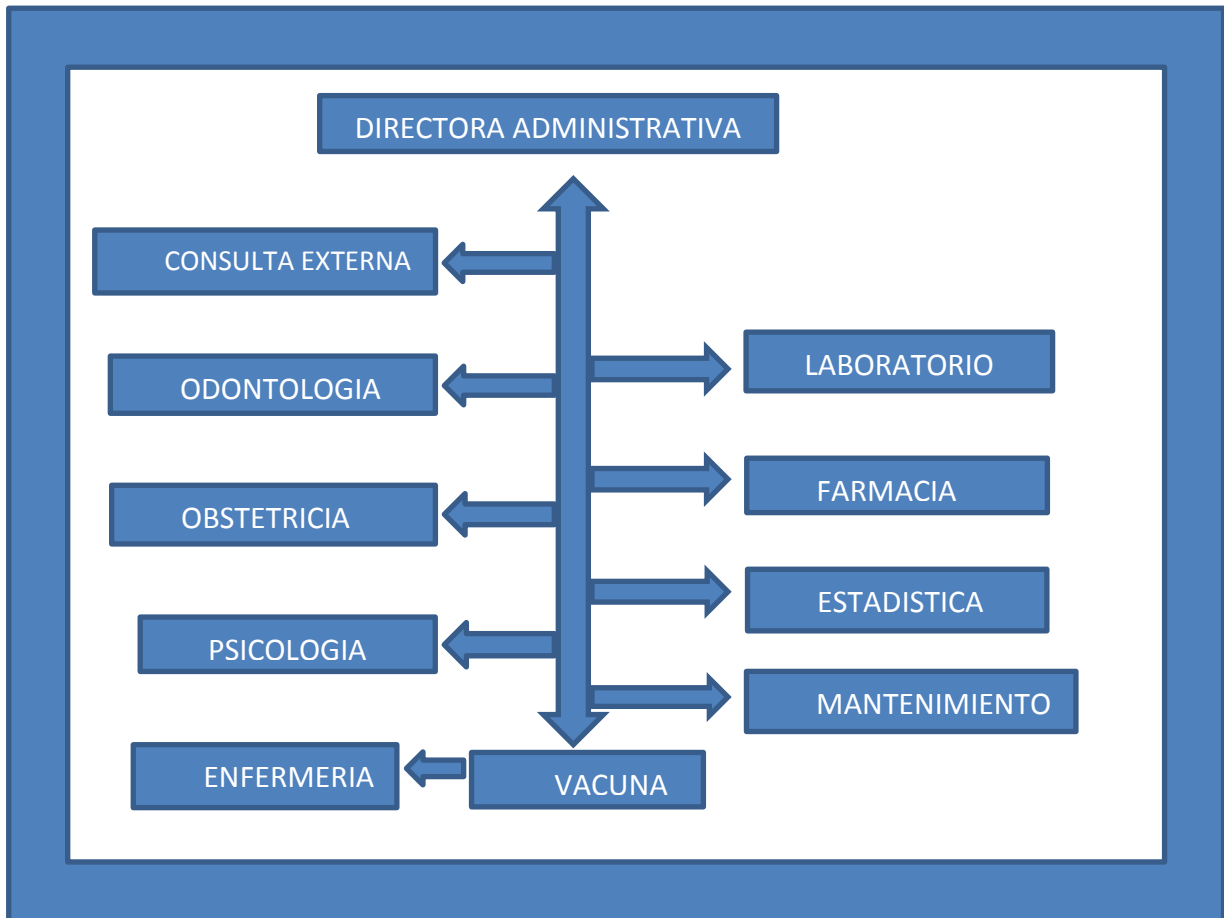 DIRECTORA ADMINISTRATIVA
CONSULTA EXTERNA
LABORATORIO
ODONTOLOGIA
FARMACIA
OBSTETRICIA
ESTADISTICA
PSICOLOGIA
MANTENIMIENTO
ENFERMERIA
VACUNA